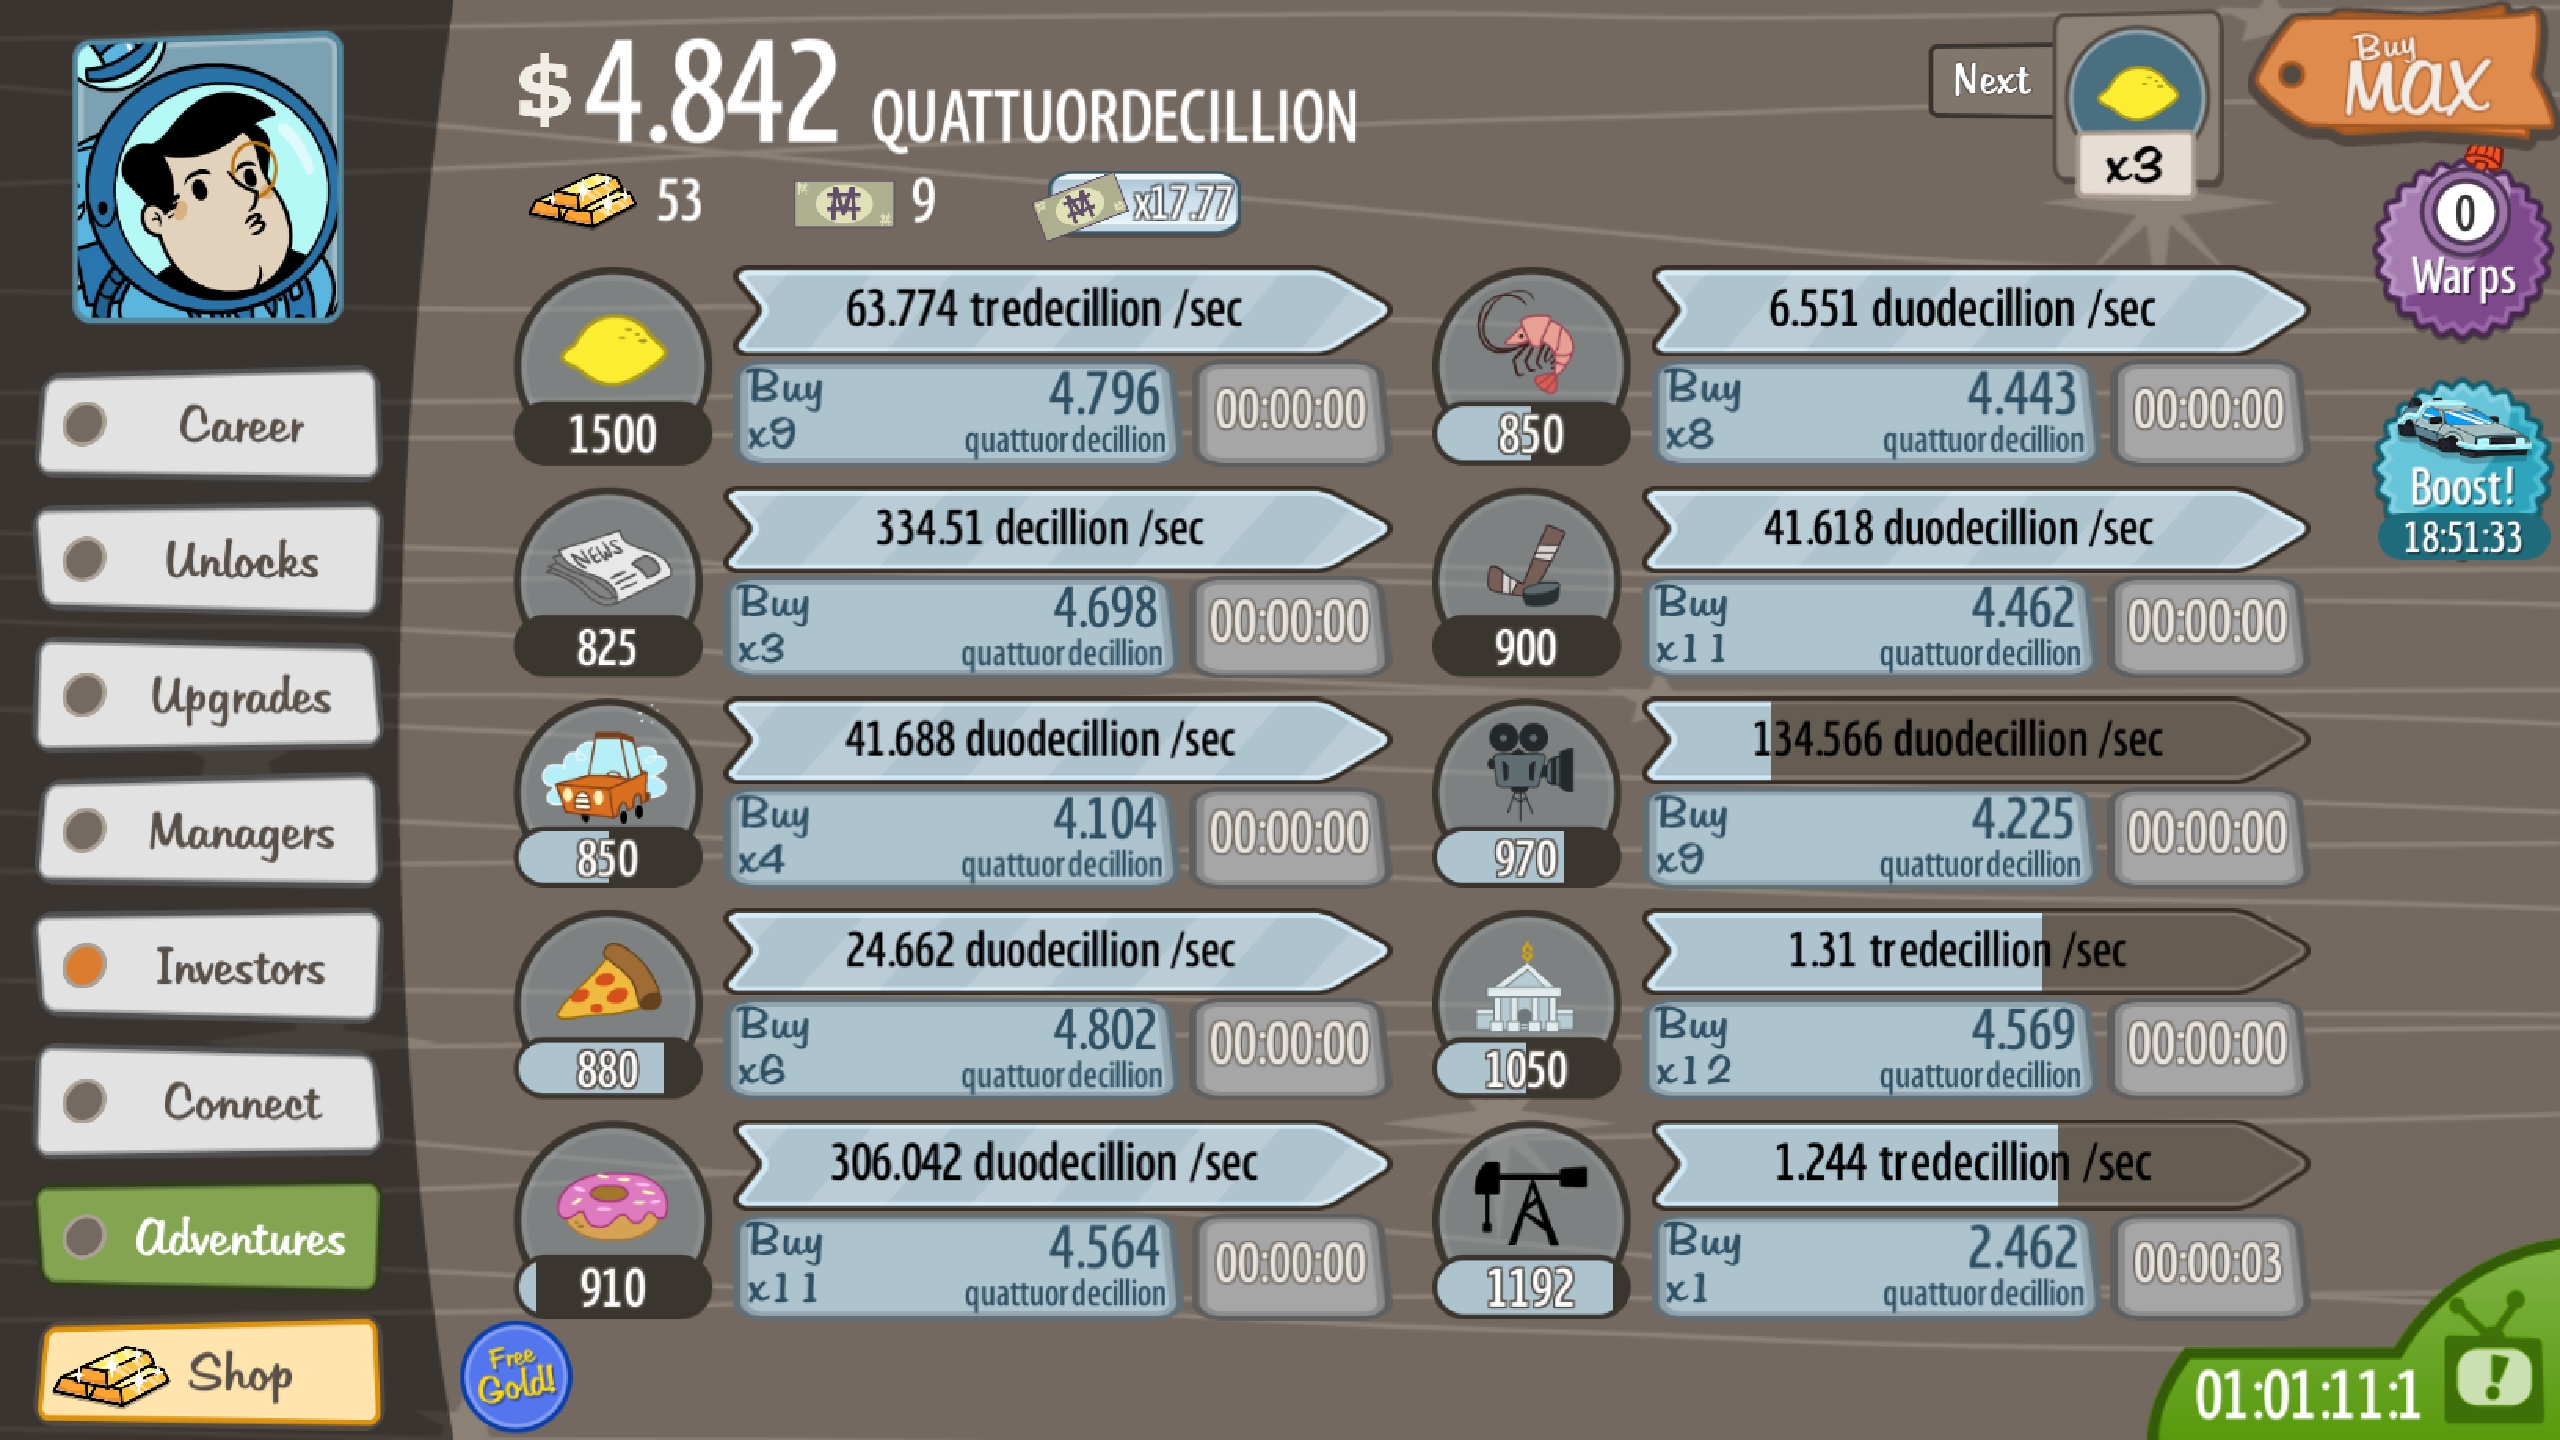 $4.842 QUATTUORDECILLION
Next
x3
Buy
MAX
53
9
x17.77
0
Warps
Boost!
18:51:33
Career
Unlocks
Upgrades
Managers
Investors
Connect
Adventures
Shop
63.774 tredecillion /sec
Buy
x9
4.796
quattuordecillion
00:00:00
1500
6.551 duodecillion /sec
Buy
x8
4.443
quattuordecillion
00:00:00
850
NEWS
334.51 decillion /sec
Buy
x3
4.698
quattuordecillion
00:00:00
825
41.618 duodecillion /sec
Buy
x11
4.462
quattuordecillion
00:00:00
900
41.688 duodecillion /sec
Buy
x4
4.104
quattuordecillion
00:00:00
850
134.566 duodecillion /sec
Buy
x9
4.225
quattuordecillion
00:00:00
970
24.662 duodecillion /sec
Buy
x6
4.802
quattuordecillion
00:00:00
880
$
1.31 tredecillion /sec
Buy
x12
4.569
quattuordecillion
00:00:00
1050
306.042 duodecillion /sec
Buy
x11
4.564
quattuordecillion
00:00:00
910
1.244 tredecillion /sec
Buy
x1
2.462
quattuordecillion
00:00:03
1192
Free
Gold!
01:01:11:1
!